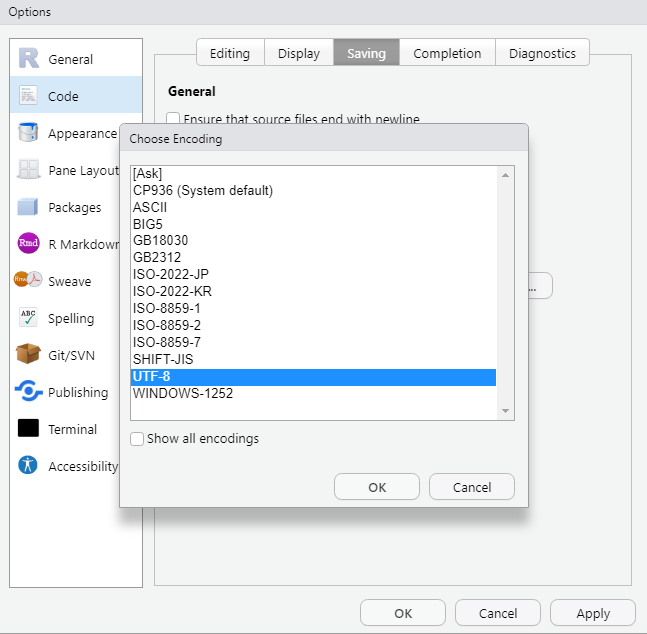 Options
General
Code
Appearance
Pane Layout
Packages
Rmd R Markdown
Sweave
ABC Spelling
Git/SVN
Publishing
Terminal
Accessibility
Editing Display Saving Completion Diagnostics
General
Ensure that source files end with newline
Choose Encoding
[Ask]
CP936 (System default)
ASCII
BIG5
GB18030
GB2312
ISO-2022-JP
ISO-2022-KR
ISO-8859-1
ISO-8859-2
ISO-8859-7
SHIFT-JIS
UTF-8
WINDOWS-1252
Show all encodings
OK Cancel
...
OK Cancel Apply